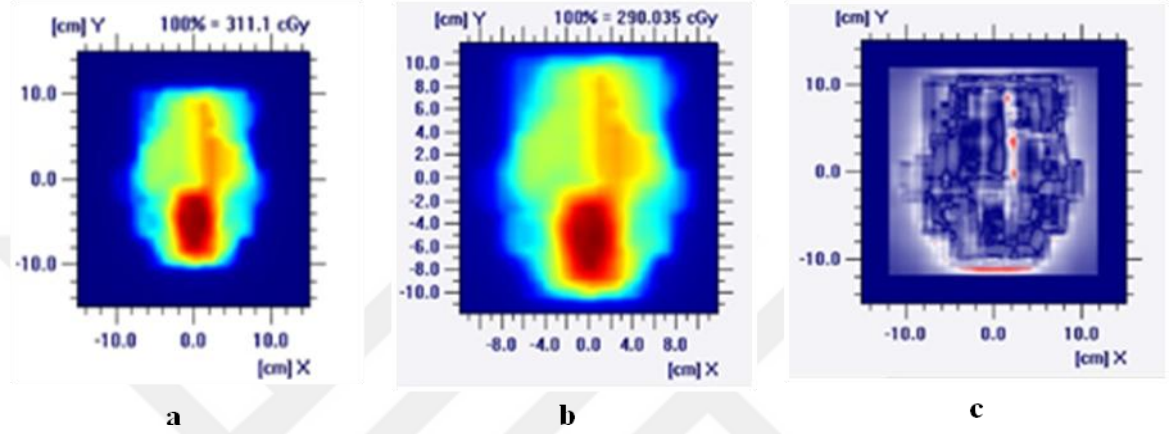 [cm] Y 100% = 311.1 cGy
10.0
0.0
-10.0
-10.0 0.0 10.0
[cm] X
a
[cm] Y 100% = 290.035 cGy
10.0
8.0
6.0
4.0
2.0
0.0
-2.0
-4.0
-6.0
-8.0
-10.0
-8.0 -4.0 0.0 4.0 8.0
[cm] X
b
[cm] Y
10.0
0.0
-10.0
-10.0 0.0 10.0
[cm] X
c